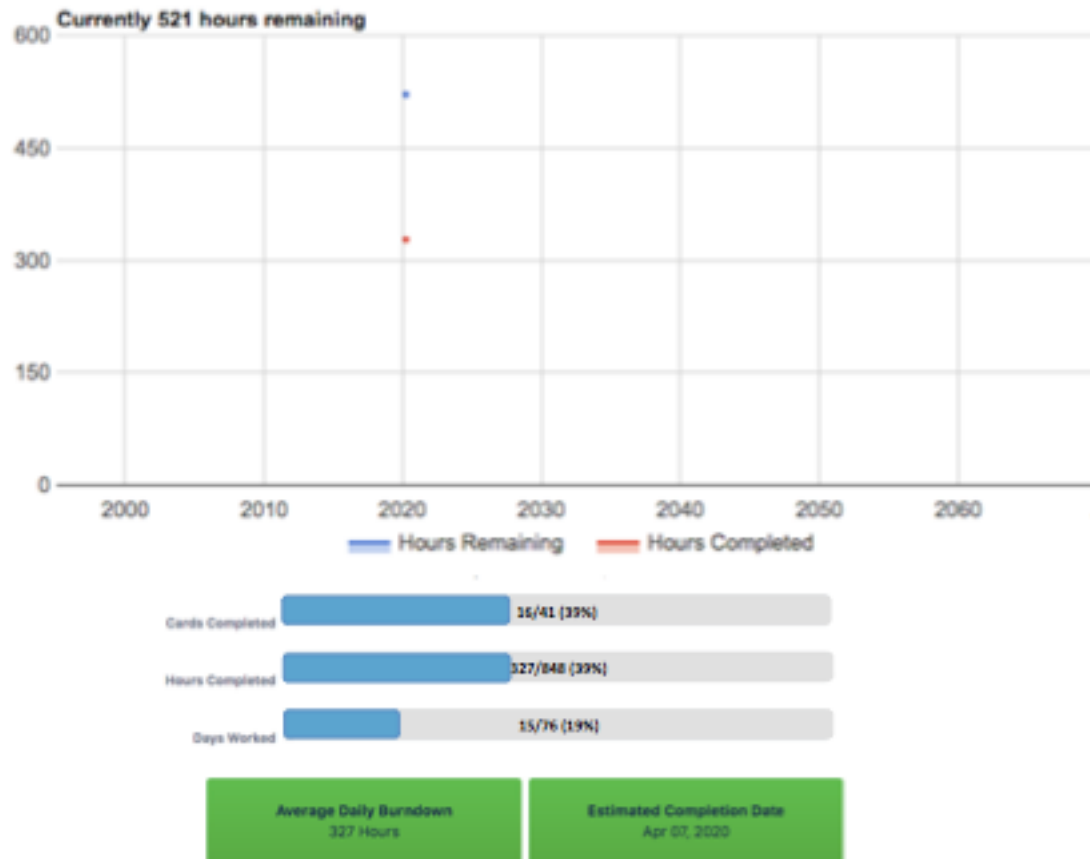 Currently 521 hours remaining
600
450
300
150
0
2000 2010 2020 2030 2040 2050 2060
Hours Remaining Hours Completed
Cards Completed 16/41 (39%)
Hours Completed 327/848 (39%)
Days Worked 15/76 (19%)
Average Daily Burndown Estimated Completion Date
327 Hours Apr 07, 2020